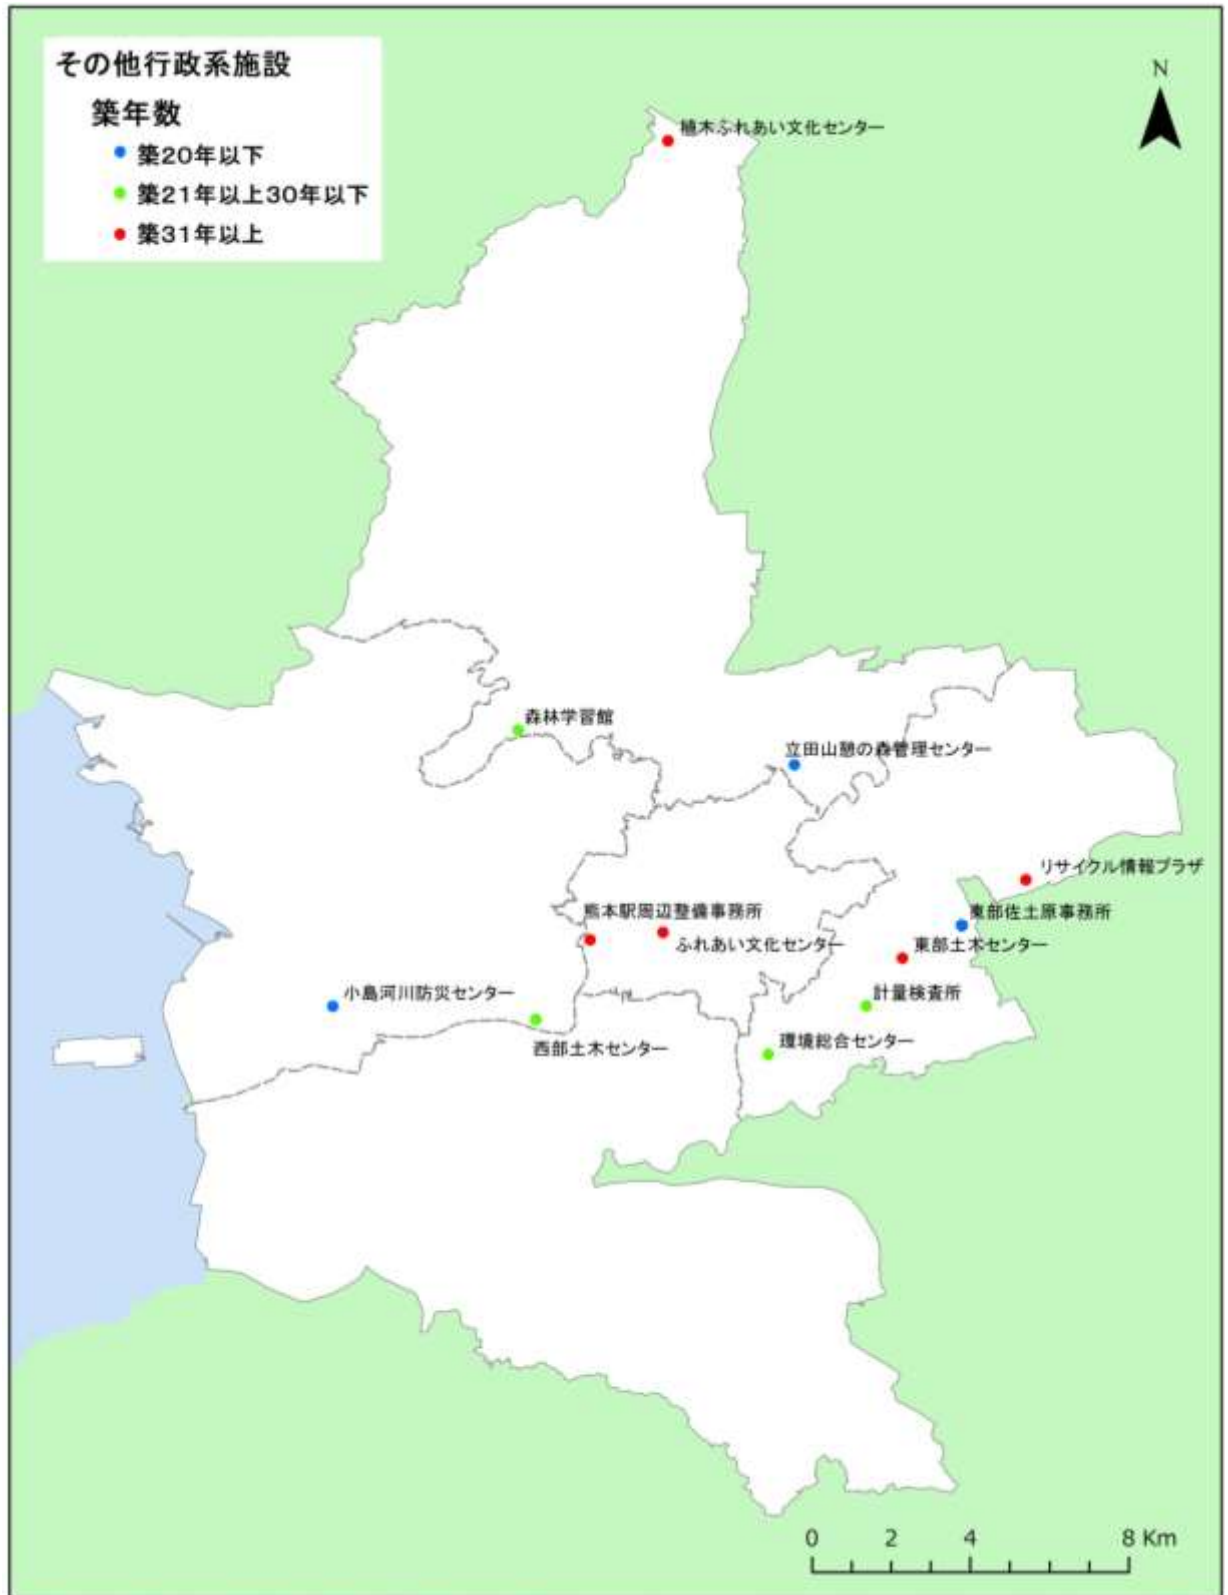 その他行政系施設
築年数
築20年以下
築21年以上30年以下
築31年以上
N
植木ふれあい文化センター
森林学習館
立田山憩の森管理センター
リサイクル情報プラザ
熊本駅周辺整備事務所
東部佐土原事務所
ふれあい文化センター
東部土木センター
小島河川防災センター
計量検査所
西部土木センター
環境総合センター
0 2 4 8 Km